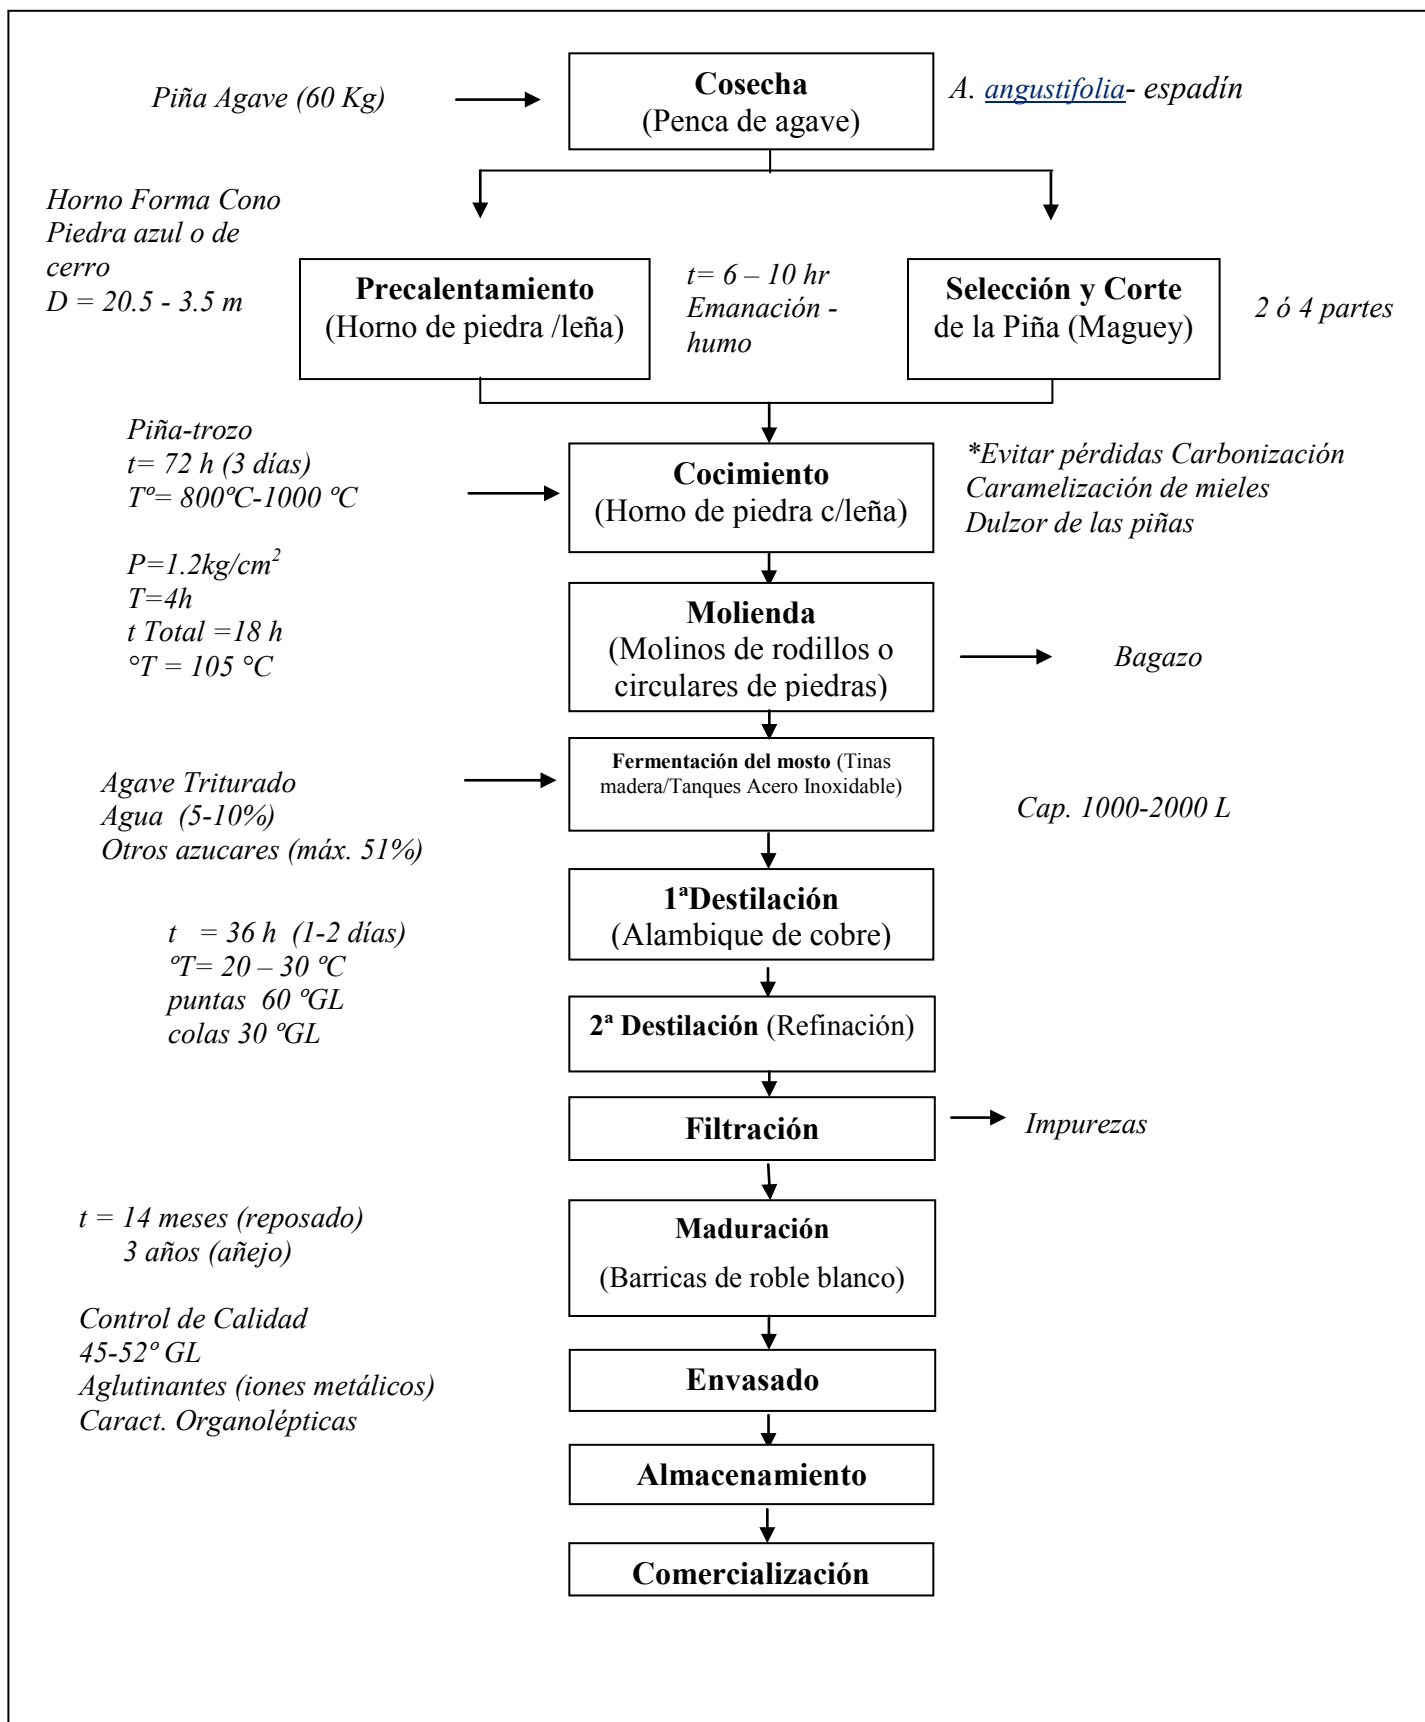 Piña Agave (60 Kg)
Cosecha
(Penca de agave)
A. angustifolia- espadín
Horno Forma Cono
Piedra azul o de
cerro
D = 20.5 - 3.5 m
Precalentamiento
(Horno de piedra /leña)
t= 6 – 10 hr
Emanación -
humo
Selección y Corte
de la Piña (Maguey)
2 ó 4 partes
Piña-trozo
t= 72 h (3 días)
Tº= 800ºC-1000 ºC
Cocimiento
(Horno de piedra c/leña)
*Evitar pérdidas Carbonización
Caramelización de mieles
Dulzor de las piñas
P=1.2kg/cm²
T=4h
t Total =18 h
°T = 105 °C
Molienda
(Molinos de rodillos o
circulares de piedras)
Bagazo
Fermentación del mosto (Tinas
madera/Tanques Acero Inoxidable)
Agave Triturado
Agua (5-10%)
Otros azucares (máx. 51%)
Cap. 1000-2000 L
1ªDestilación
(Alambique de cobre)
t = 36 h (1-2 días)
ºT= 20 – 30 ºC
puntas 60 ºGL
colas 30 ºGL
2ª Destilación (Refinación)
Filtración
Impurezas
t = 14 meses (reposado)
3 años (añejo)
Maduración
(Barricas de roble blanco)
Control de Calidad
45-52º GL
Aglutinantes (iones metálicos)
Caract. Organolépticas
Envasado
Almacenamiento
Comercialización